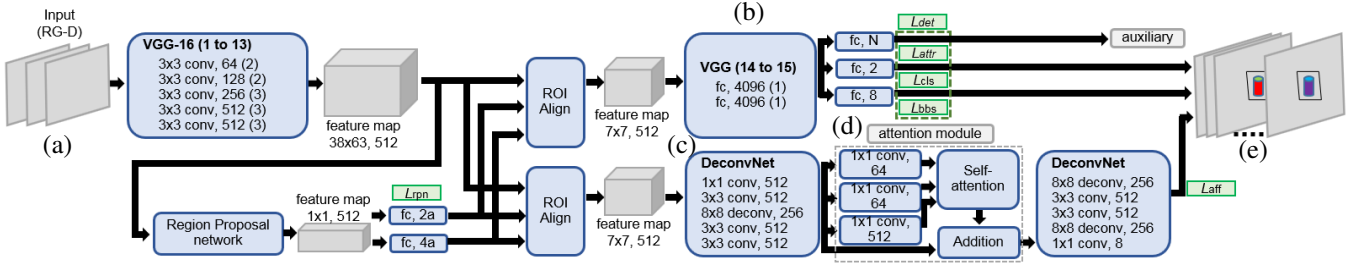 Input
(RG-D)
(a)
VGG-16 (1 to 13)
3x3 conv, 64 (2)
3x3 conv, 128 (2)
3x3 conv, 256 (3)
3x3 conv, 512 (3)
3x3 conv, 512 (3)
feature map
38x63, 512
Region Proposal
network
feature map
1x1, 512
Lrpn
fc, 2a
fc, 4a
ROI
Align
feature map
7x7, 512
ROI
Align
feature map
7x7, 512
(b)
VGG (14 to 15)
fc, 4096 (1)
fc, 4096 (1)
fc, N
fc, 2
fc, 8
Ldet
Lattr
Lcls
Lbbs
auxiliary
(c)
DeconvNet
1x1 conv, 512
3x3 conv, 512
8x8 deconv, 256
3x3 conv, 512
3x3 conv, 512
(d)
attention module
1x1 conv,
64
1x1 conv,
64
1x1 conv,
512
Self-
attention
Addition
DeconvNet
8x8 deconv, 256
3x3 conv, 512
3x3 conv, 512
8x8 deconv, 256
1x1 conv, 8
Laff
(e)